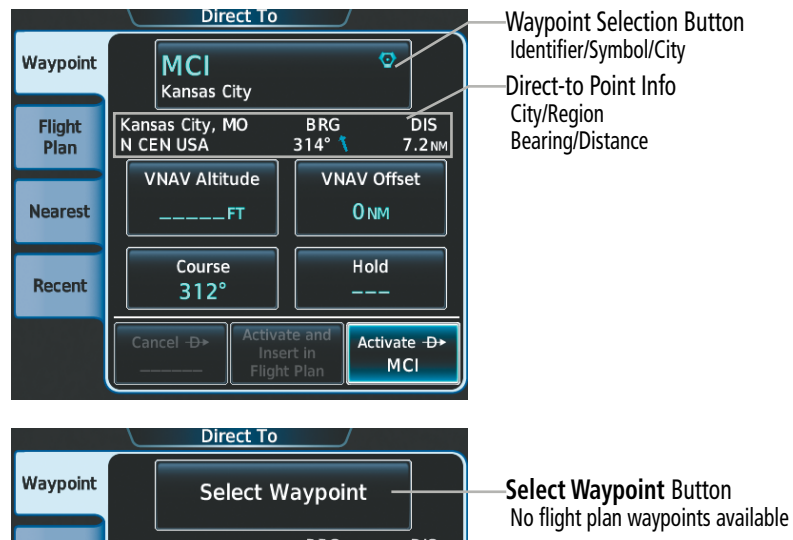 Direct To
Waypoint
MCI
Kansas City
Waypoint Selection Button
Identifier/Symbol/City
Direct-to Point Info
City/Region
Bearing/Distance
Flight Plan
Kansas City, MO BRG DIS
N CEN USA 314° 7.2NM
VNAV Altitude
_____FT
VNAV Offset
0NM
Nearest
Course
312°
Hold
___
Recent
Cancel D
______
Activate and
Insert in
Flight Plan
Activate D
MCI
Direct To
Waypoint
Select Waypoint
Select Waypoint Button
No flight plan waypoints available